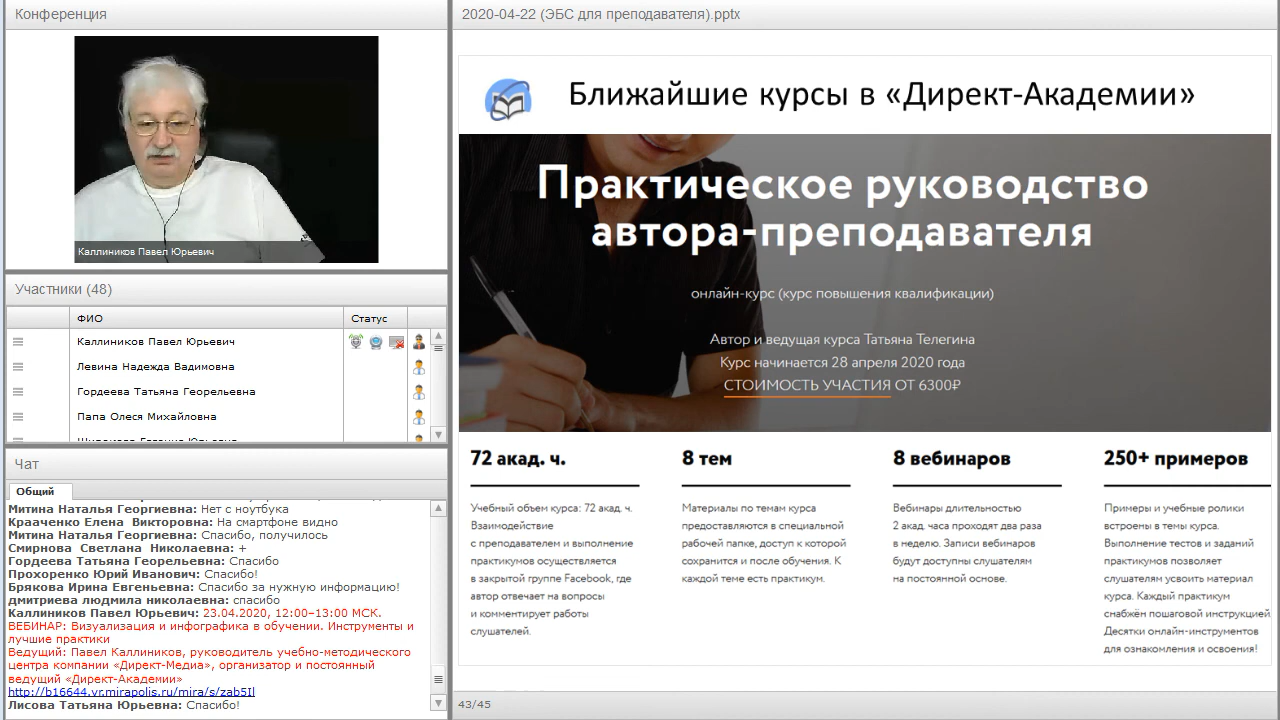 Конференция
Каллиников Павел Юрьевич
Участники (48)
ФИО
Статус
Каллиников Павел Юрьевич
Левина Надежда Вадимовна
Гордеева Татьяна Георельевна
Папа Олеся Михайловна
Чат
Общий
Митина Наталья Георгиевна: Нет с ноутбука
Крааченко Елена Викторовна: На смартфоне видно
Митина Наталья Георгиевна: Спасибо, получилось
Смирнова Светлана Николаевна: +
Гордеева Татьяна Георельевна: Спасибо
Прохоренко Юрий Иванович: Спасибо!
Брякова Ирина Евгеньевна: Спасибо за нужную информацию!
дмитриева людмила николаевна: спасибо
Каллиников Павел Юрьевич: 23.04.2020, 12:00–13:00 МСК.
ВЕБИНАР: Визуализация и инфографика в обучении. Инструменты и
лучшие практики
Ведущий: Павел Каллиников, руководитель учебно-методического
центра компании «Директ-Медиа», организатор и постоянный
ведущий «Директ-Академии»
http://b16644.vr.mirapolis.ru/mira/s/zab5Il
Лисова Татьяна Юрьевна: Спасибо!
2020-04-22 (ЭБС для преподавателя).pptx
Ближайшие курсы в «Директ-Академии»
Практическое руководство
автора-преподавателя
онлайн-курс (курс повышения квалификации)
Автор и ведущая курса Татьяна Телегина
Курс начинается 28 апреля 2020 года
СТОИМОСТЬ УЧАСТИЯ ОТ 6300₽
72 акад. ч.
Учебный объем курса: 72 акад. ч.
Взаимодействие
с преподавателем и выполнение
практикумов осуществляется
в закрытой группе Facebook, где
автор отвечает на вопросы
и комментирует работы
слушателей.
8 тем
Материалы по темам курса
предоставляются в специальной
рабочей папке, доступ к которой
сохранится и после обучения. К
каждой теме есть практикум.
8 вебинаров
Вебинары длительностью
2 акад. часа проходят два раза
в неделю. Записи вебинаров
будут доступны слушателям
на постоянной основе.
250+ примеров
Примеры и учебные ролики
встроены в темы курса.
Выполнение тестов и заданий
практикумов позволяет
слушателям усвоить материал
курса. Каждый практикум
снабжён пошаговой инструкцией.
Десятки онлайн-инструментов
для ознакомления и освоения!
43/45